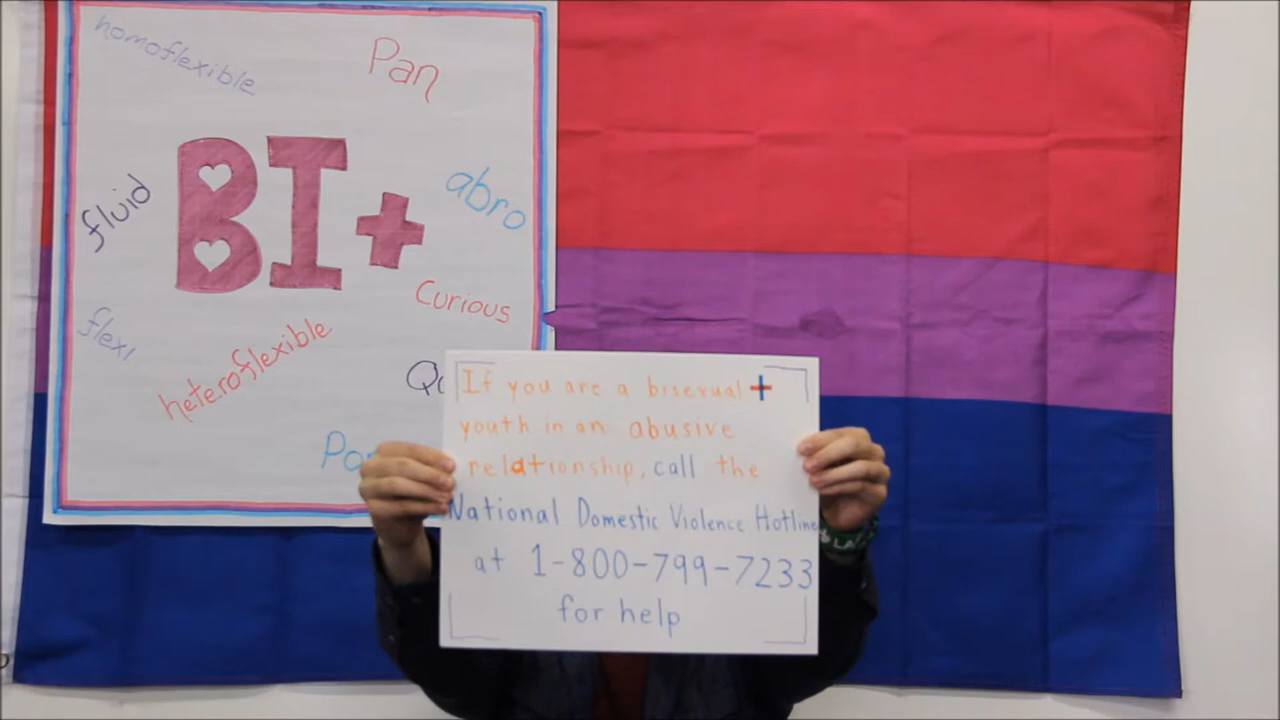 homoflexible
Pan
BI+
abro
fluid
Curious
flexi
heteroflexible
If you are a bisexual +
youth in an abusive
relationship, call the
National Domestic Violence Hotline
at 1-800-799-7233
for help